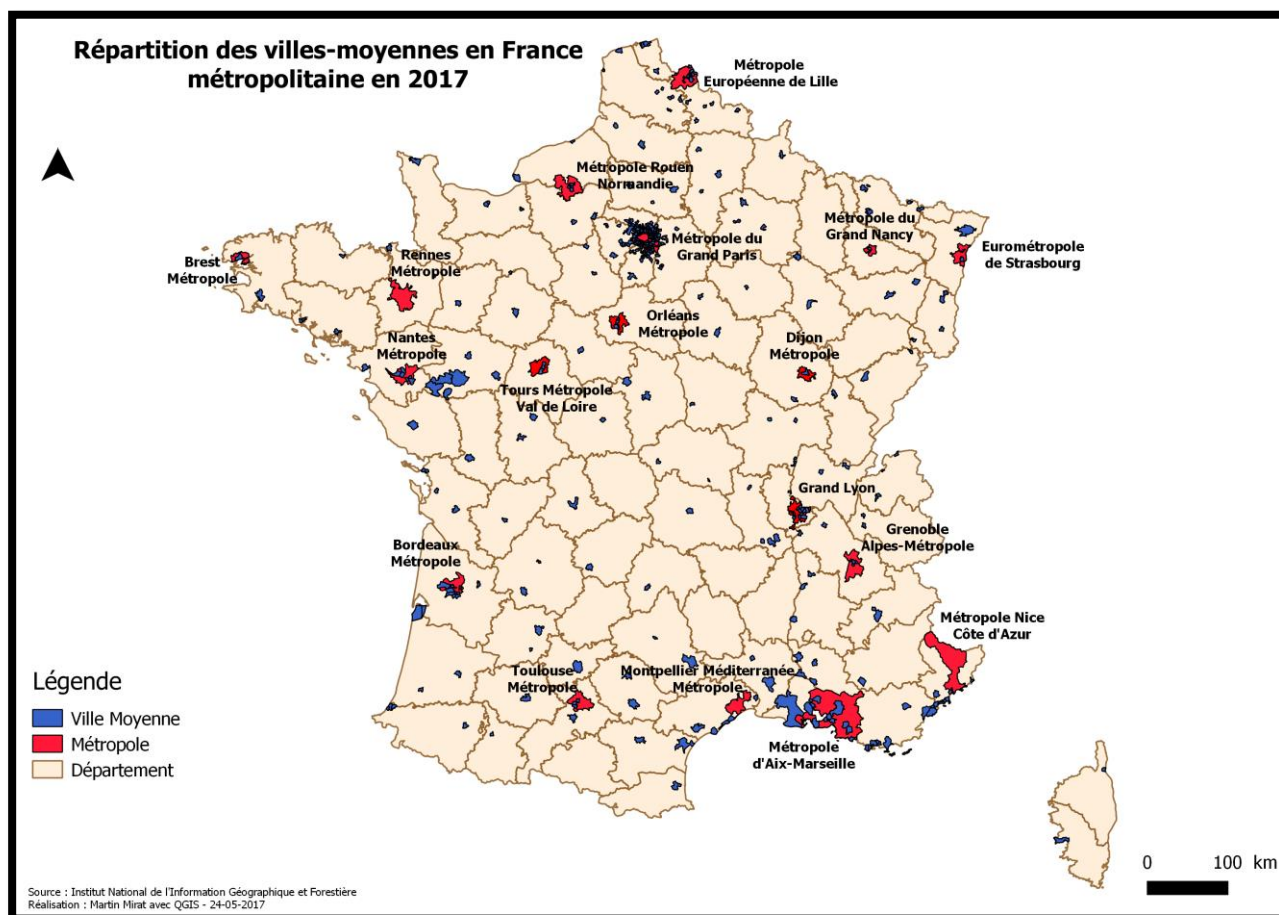 Répartition des villes-moyennes en France
métropolitaine en 2017
Métropole
Européenne de Lille
Métropole Rouen
Normandie
Métropole du
Grand Paris
Métropole du
Grand Nancy
Eurométropole
de Strasbourg
Brest
Métropole
Rennes
Métropole
Orléans
Métropole
Nantes
Métropole
Dijon
Métropole
Tours Métropole
Val de Loire
Grand Lyon
Grenoble
Alpes-Métropole
Bordeaux
Métropole
Métropole Nice
Côte d'Azur
Toulouse
Métropole
Montpellier Méditerranée
Métropole
Métropole
d'Aix-Marseille
Légende
Ville Moyenne
Métropole
Département
0 100 km
Source : Institut National de l'Information Géographique et Forestière
Réalisation : Martin Mirat avec QGIS - 24-05-2017